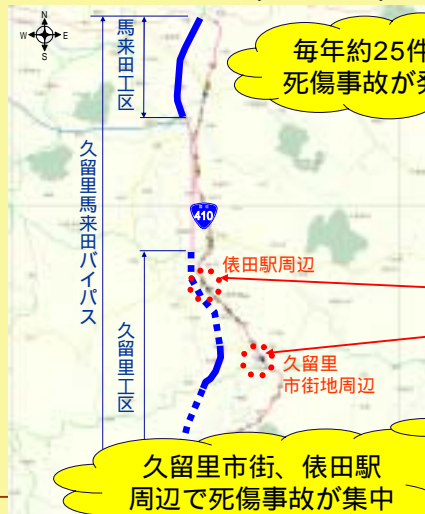 N
W E
S
毎年約25件
死傷事故が発
馬来田工区
久留里馬来田バイパス
410
俵田駅周辺
久留里
市街地周辺
久留里工区
久留里市街、俵田駅
周辺で死傷事故が集中